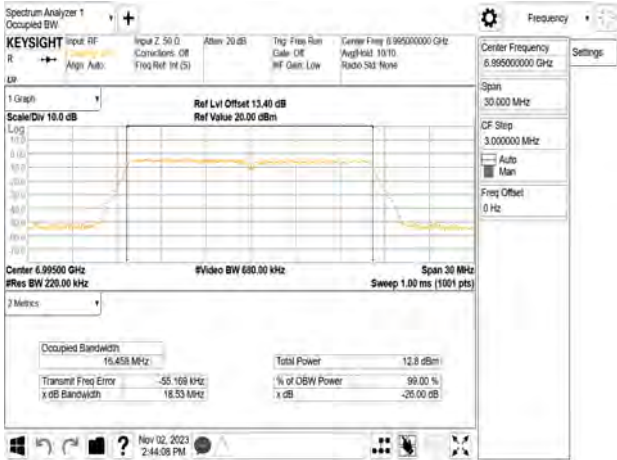 Spectrum Analyzer 1
Occupied BW
Frequency
KEYSIGHT Input: RF
R
Align: Auto
Input Z: 50 Ω
Corrections: Off
Freq Ref: Int (S)
Atten: 20 dB
Trig: Free Run
Gate: Off
#IF Gain: Low
Center Freq: 6.995000000 GHz
Avg|Hold: 10/10
Radio Std: None
Settings
Center Frequency
6.995000000 GHz
Span
30.000 MHz
CF Step
3.000000 MHz
Auto
Man
Freq Offset
0 Hz
1 Graph
Scale/Div 10.0 dB
Ref Lvl Offset 13.40 dB
Ref Value 20.00 dBm
Log
10.0
0.00
Center 6.99500 GHz
#Res BW 220.00 kHz
#Video BW 680.00 kHz
Span 30 MHz
Sweep 1.00 ms (1001 pts)
2 Metrics
Occupied Bandwidth
16.458 MHz
Total Power 12.8 dBm
Transmit Freq Error -55.169 kHz
% of OBW Power 99.00 %
x dB Bandwidth 18.53 MHz
x dB -26.00 dB
?
Nov 02, 2023
2:44:08 PM